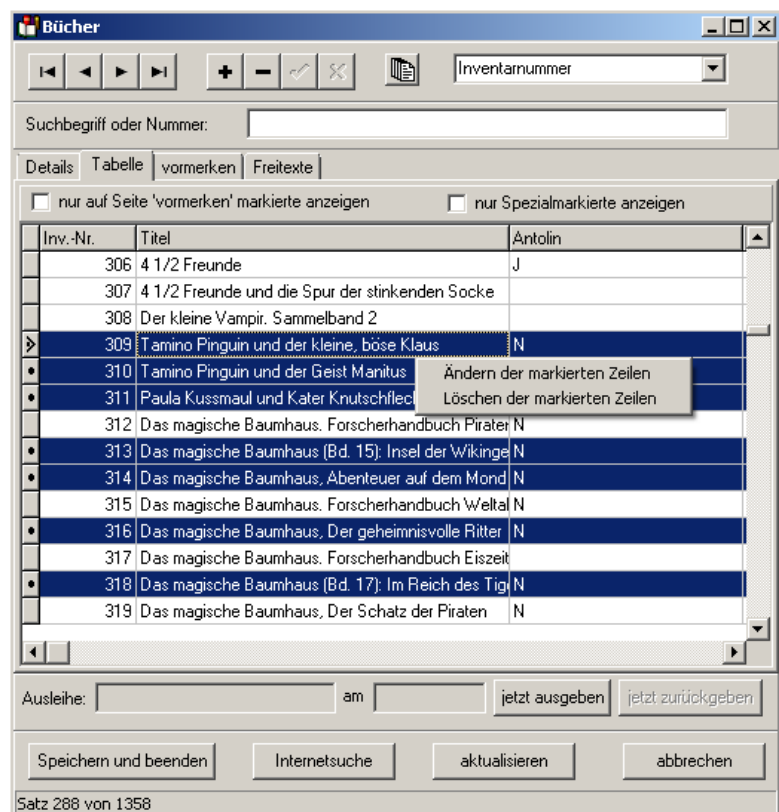 Bücher
Inventarnummer
Suchbegriff oder Nummer:
Details Tabelle vormerken Freitexte
nur auf Seite 'vormerken' markierte anzeigen nur Spezialmarkierte anzeigen
Inv.-Nr. Titel Antolin
306 4 1/2 Freunde J
307 4 1/2 Freunde und die Spur der stinkenden Socke
308 Der kleine Vampir. Sammelband 2
309 Tamino Pinguin und der kleine, böse Klaus N
310 Tamino Pinguin und der Geist Manitus
Ändern der markierten Zeilen
311 Paula Kussmaul und Kater Knutschflec
Löschen der markierten Zeilen
312 Das magische Baumhaus. Forscherhandbuch Piraten N
313 Das magische Baumhaus (Bd. 15): Insel der Wikinge N
314 Das magische Baumhaus, Abenteuer auf dem Mond N
315 Das magische Baumhaus. Forscherhandbuch Weltal N
316 Das magische Baumhaus, Der geheimnisvolle Ritter N
317 Das magische Baumhaus. Forscherhandbuch Eiszeit
318 Das magische Baumhaus (Bd. 17): Im Reich des Tige N
319 Das magische Baumhaus, Der Schatz der Piraten N
Ausleihe: am jetzt ausgeben jetzt zurückgeben
Speichern und beenden Internetsuche aktualisieren abbrechen
Satz 288 von 1358